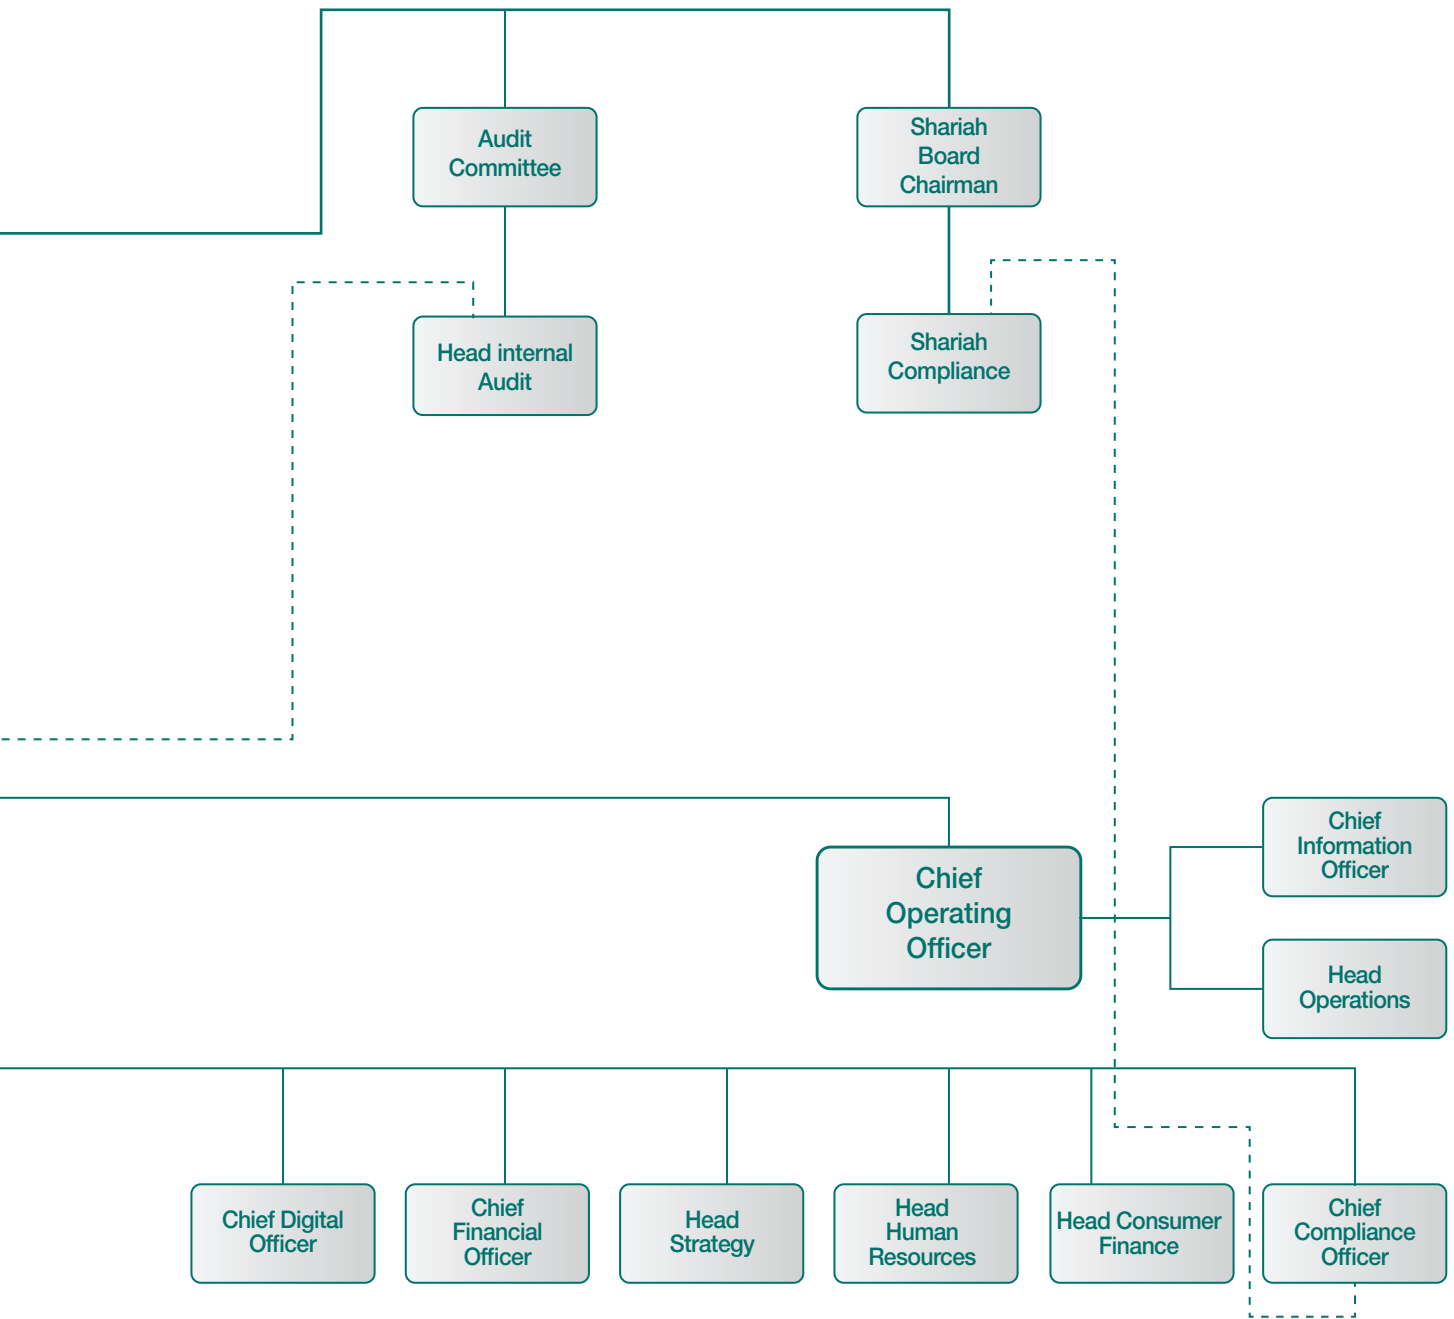 Audit
Committee
Shariah
Board
Chairman
Head internal
Audit
Shariah
Compliance
Chief
Operating
Officer
Chief
Information
Officer
Head
Operations
Chief Digital
Officer
Chief
Financial
Officer
Head
Strategy
Head
Human
Resources
Head Consumer
Finance
Chief
Compliance
Officer